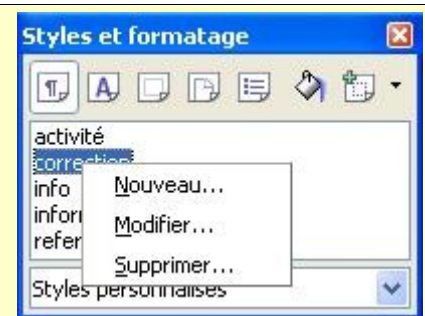 Styles et formatage
activité
correction
info
Nouveau...
Modifier...
Supprimer...
Styles personnalisés